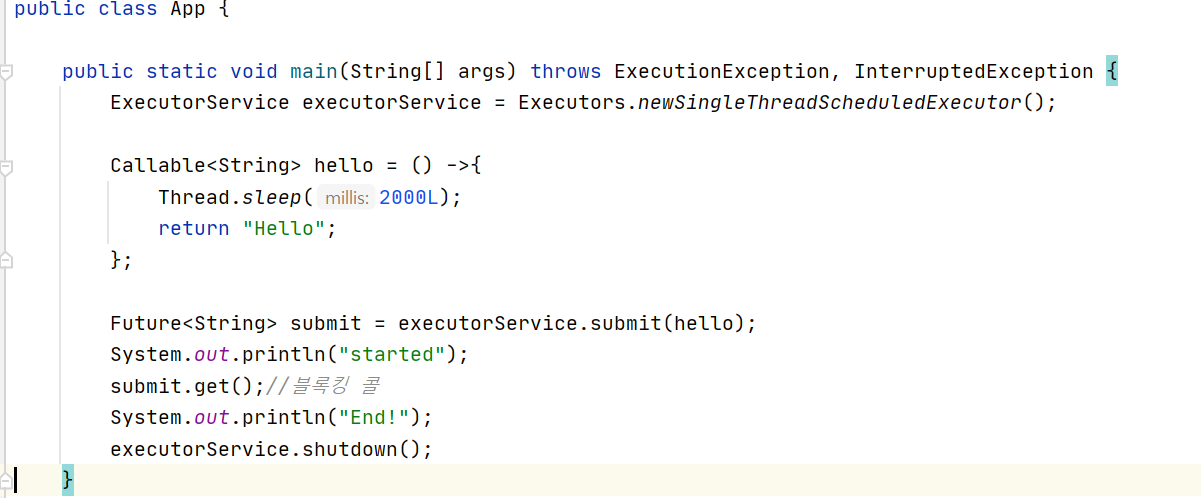 public class App {
public static void main(String[] args) throws ExecutionException, InterruptedException {
ExecutorService executorService = Executors.newSingleThreadScheduledExecutor();
Callable<String> hello = () ->{
Thread.sleep( millis: 2000L);
return "Hello";
};
Future<String> submit = executorService.submit(hello);
System.out.println("started");
submit.get();//블록킹 콜
System.out.println("End!");
executorService.shutdown();
}